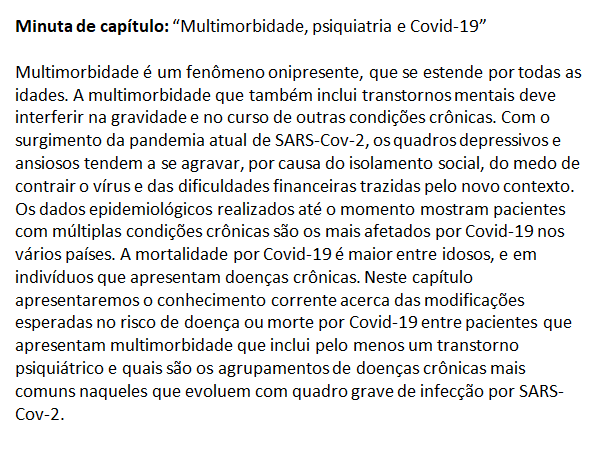 Minuta de capítulo: “Multimorbidade, psiquiatria e Covid-19”
Multimorbidade é um fenômeno onipresente, que se estende por todas as
idades. A multimorbidade que também inclui transtornos mentais deve
interferir na gravidade e no curso de outras condições crônicas. Com o
surgimento da pandemia atual de SARS-Cov-2, os quadros depressivos e
ansiosos tendem a se agravar, por causa do isolamento social, do medo de
contrair o vírus e das dificuldades financeiras trazidas pelo novo contexto.
Os dados epidemiológicos realizados até o momento mostram pacientes
com múltiplas condições crônicas são os mais afetados por Covid-19 nos
vários países. A mortalidade por Covid-19 é maior entre idosos, e em
indivíduos que apresentam doenças crônicas. Neste capítulo
apresentaremos o conhecimento corrente acerca das modificações
esperadas no risco de doença ou morte por Covid-19 entre pacientes que
apresentam multimorbidade que inclui pelo menos um transtorno
psiquiátrico e quais são os agrupamentos de doenças crônicas mais
comuns naqueles que evoluem com quadro grave de infecção por SARS-
Cov-2.